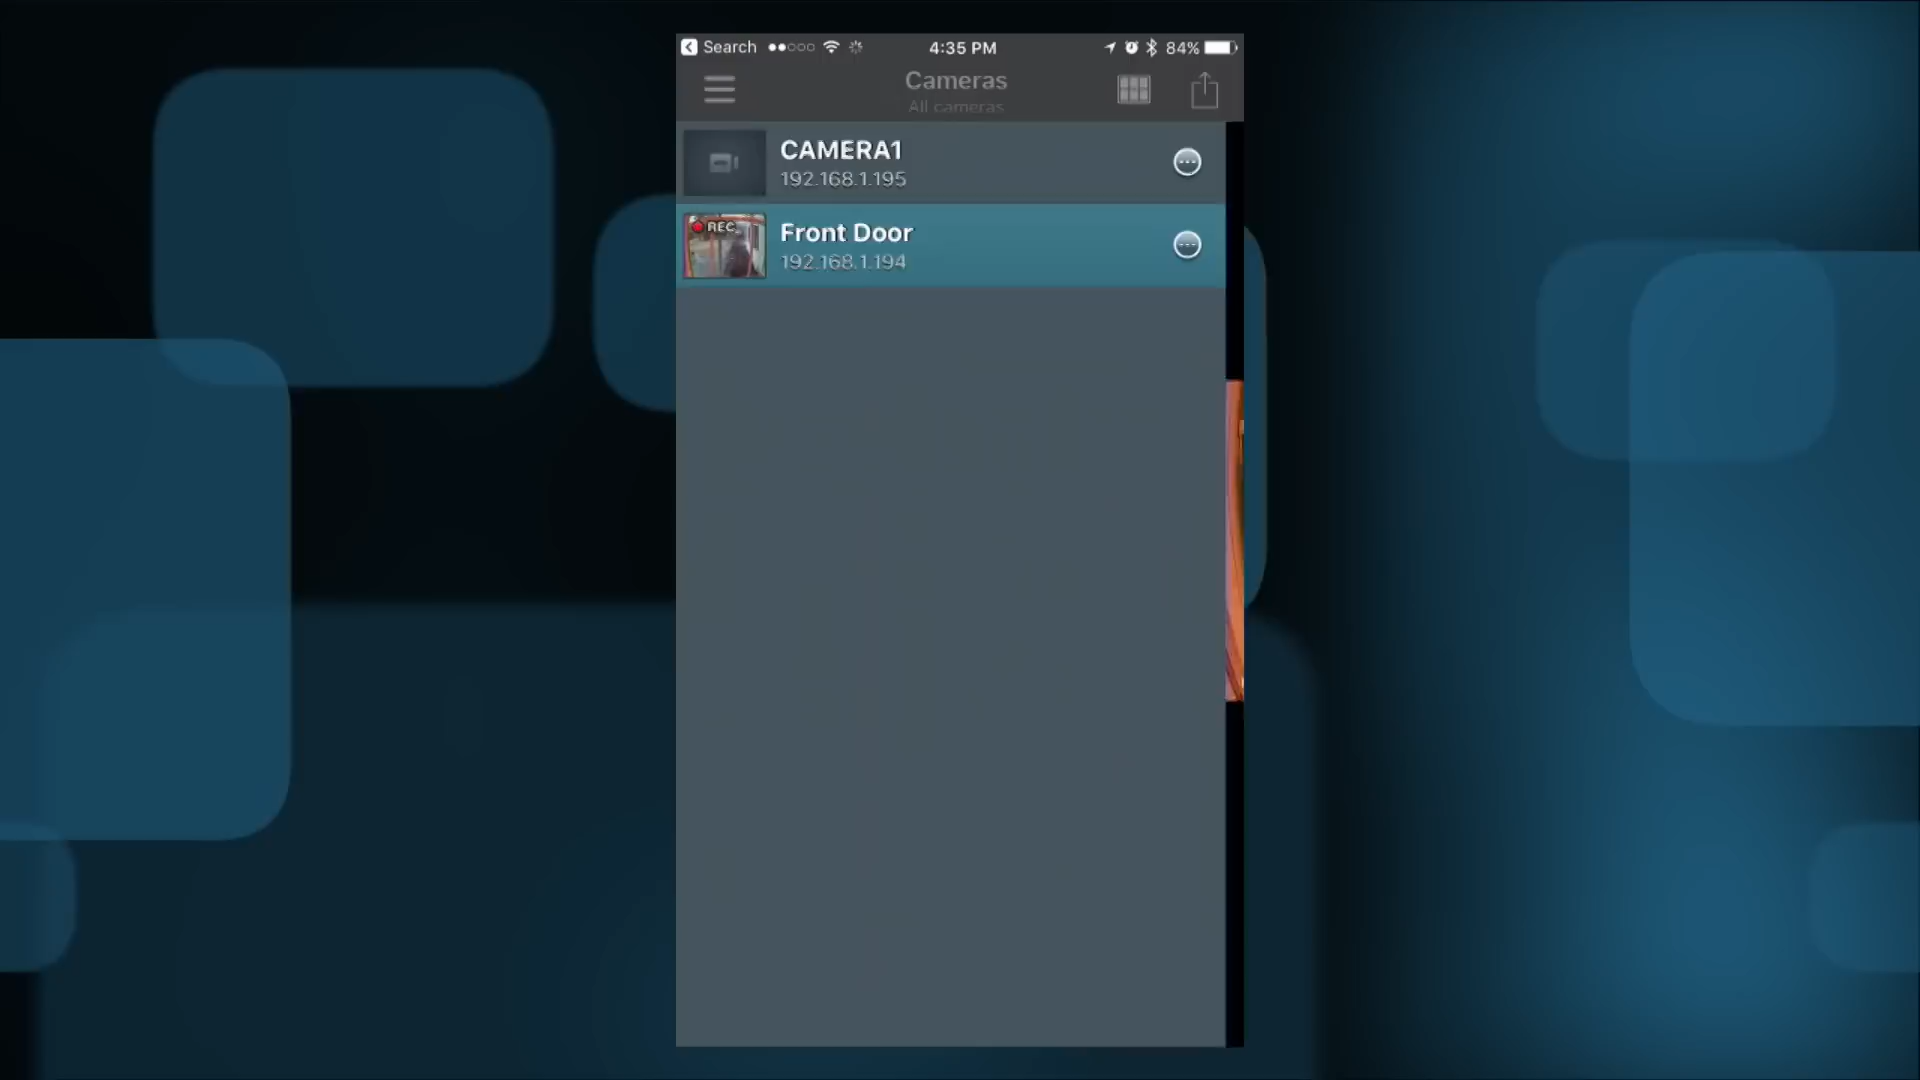 Search 4:35 PM 84%
Cameras
All cameras
CAMERA1
192.168.1.195
REC
Front Door
192.168.1.194